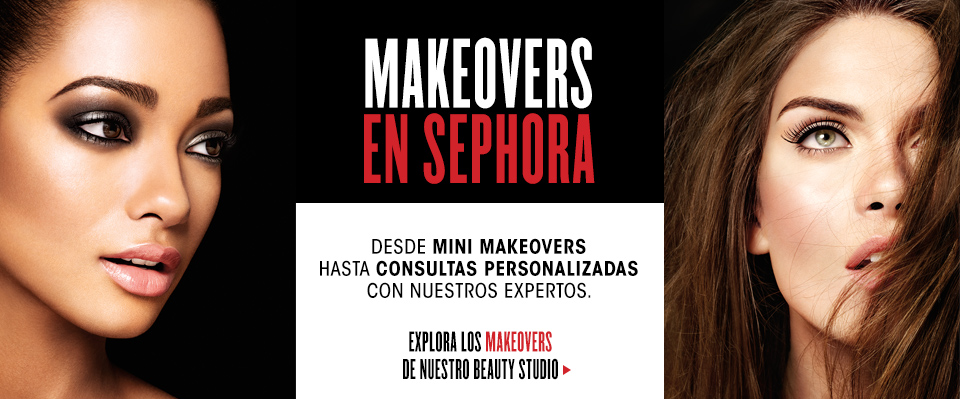 MAKEOVERS
EN SEPHORA
DESDE MINI MAKEOVERS
HASTA CONSULTAS PERSONALIZADAS
CON NUESTROS EXPERTOS.
EXPLORA LOS MAKEOVERS
DE NUESTRO BEAUTY STUDIO